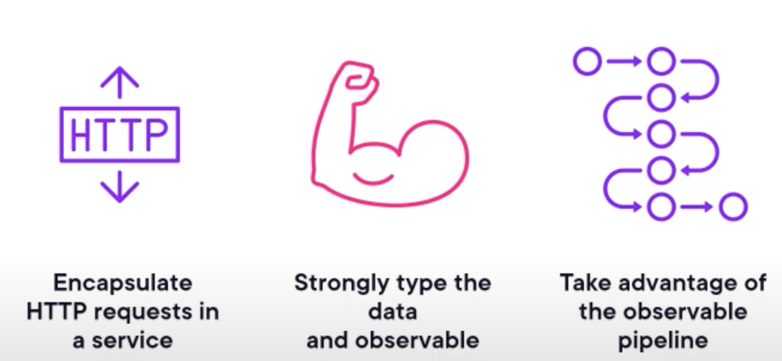 HTTP
Encapsulate
HTTP requests in
a service
Strongly type the
data
and observable
Take advantage of
the observable
pipeline